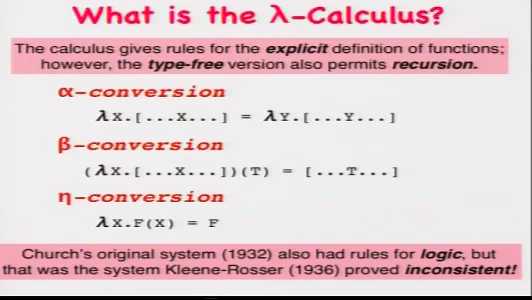 What is the λ-Calculus?
The calculus gives rules for the explicit definition of functions;
however, the type-free version also permits recursion.
α-conversion
λX.[...X...] = λY.[...Y...]
β-conversion
(λX.[...X...])(T) = [...T...]
η-conversion
λX.F(X) = F
Church's original system (1932) also had rules for logic, but
that was the system Kleene-Rosser (1936) proved inconsistent!